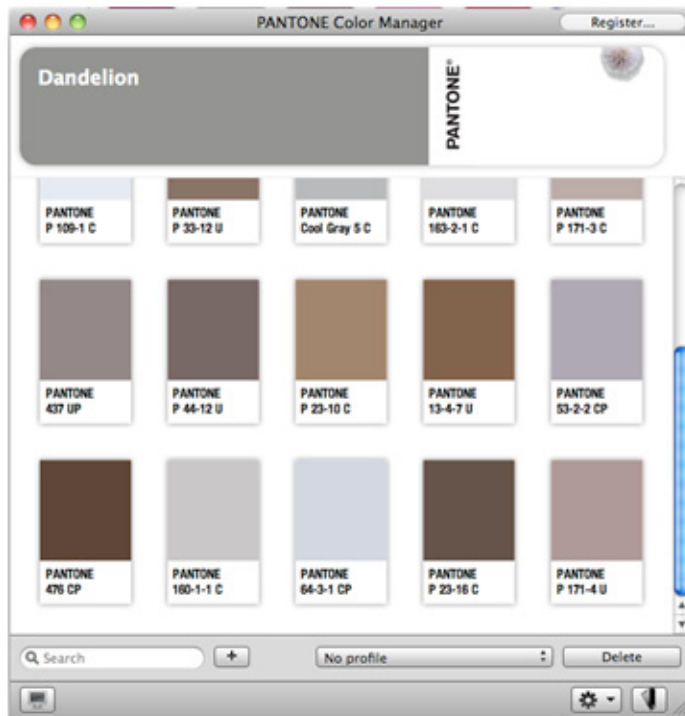 PANTONE Color Manager
Register...
Dandelion
PANTONE®
PANTONE
P 109-1 C
PANTONE
P 33-12 U
PANTONE
Cool Gray 5 C
PANTONE
163-2-1 C
PANTONE
P 171-3 C
PANTONE
437 UP
PANTONE
P 44-12 U
PANTONE
P 23-10 C
PANTONE
13-4-7 U
PANTONE
53-2-2 CP
PANTONE
476 CP
PANTONE
160-1-1 C
PANTONE
64-3-1 CP
PANTONE
P 23-16 C
PANTONE
P 171-4 U
Search
No profile
Delete